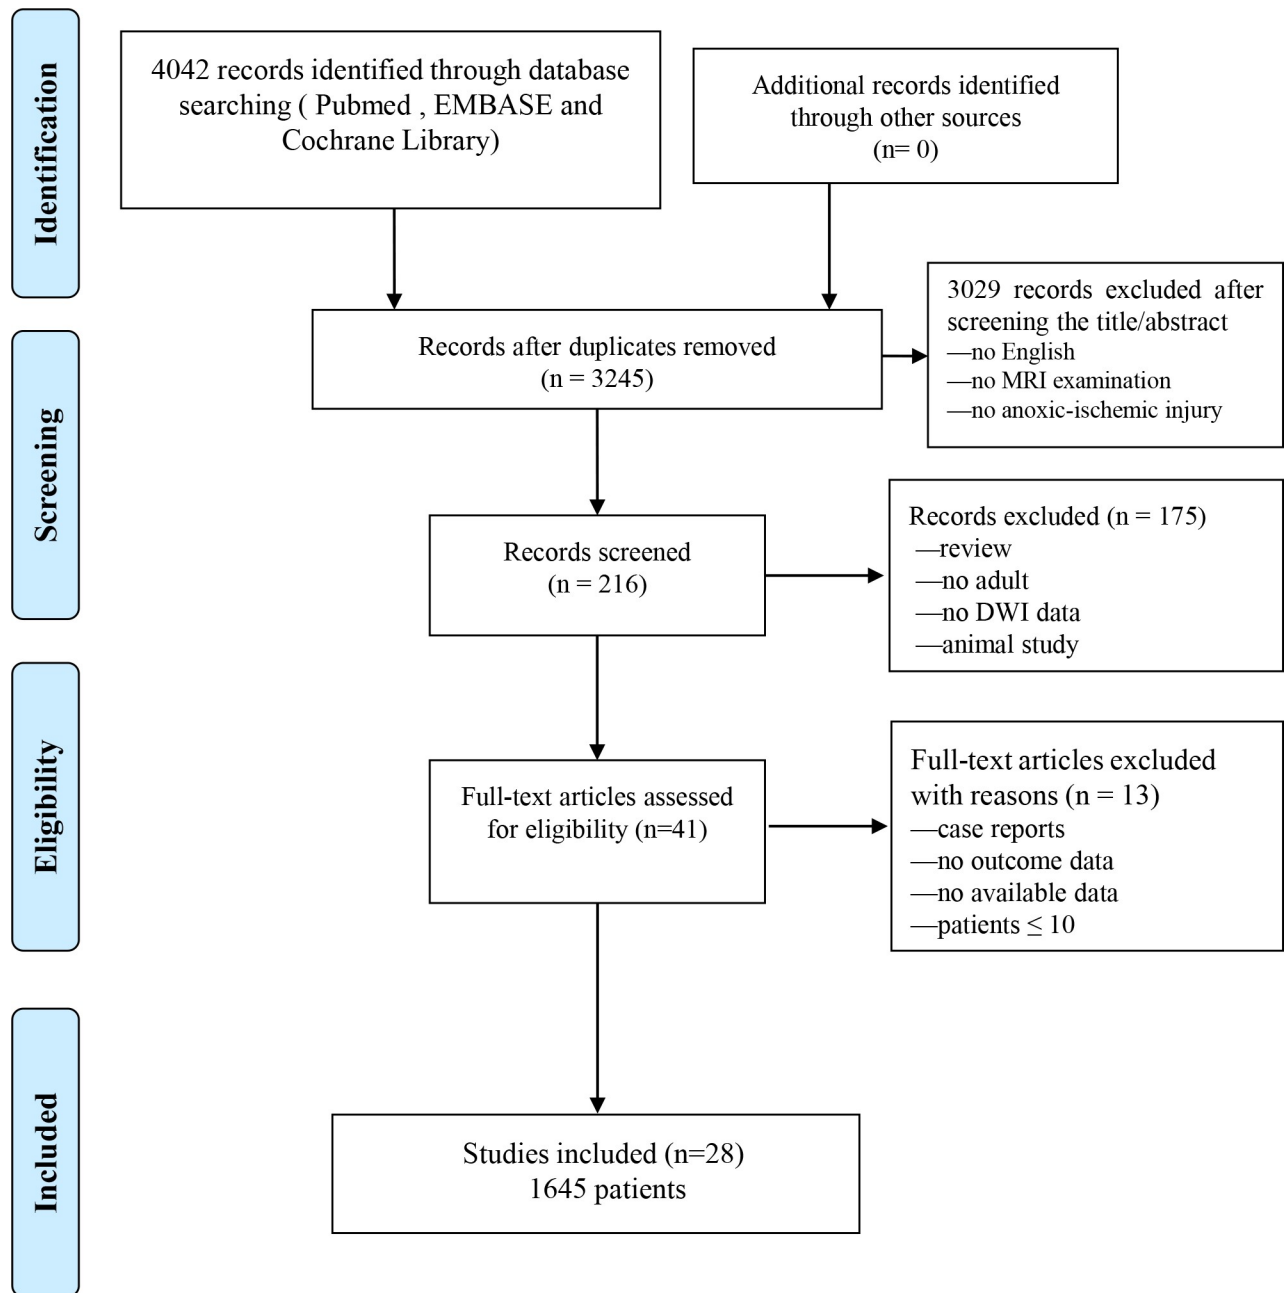 Identification
4042 records identified through database
searching ( Pubmed , EMBASE and
Cochrane Library)
Additional records identified
through other sources
(n= 0)
3029 records excluded after
screening the title/abstract
—no English
—no MRI examination
—no anoxic-ischemic injury
Records after duplicates removed
(n = 3245)
Screening
Records screened
(n = 216)
Records excluded (n = 175)
—review
—no adult
—no DWI data
—animal study
Eligibility
Full-text articles assessed
for eligibility (n=41)
Full-text articles excluded
with reasons (n = 13)
—case reports
—no outcome data
—no available data
—patients ≤ 10
Included
Studies included (n=28)
1645 patients